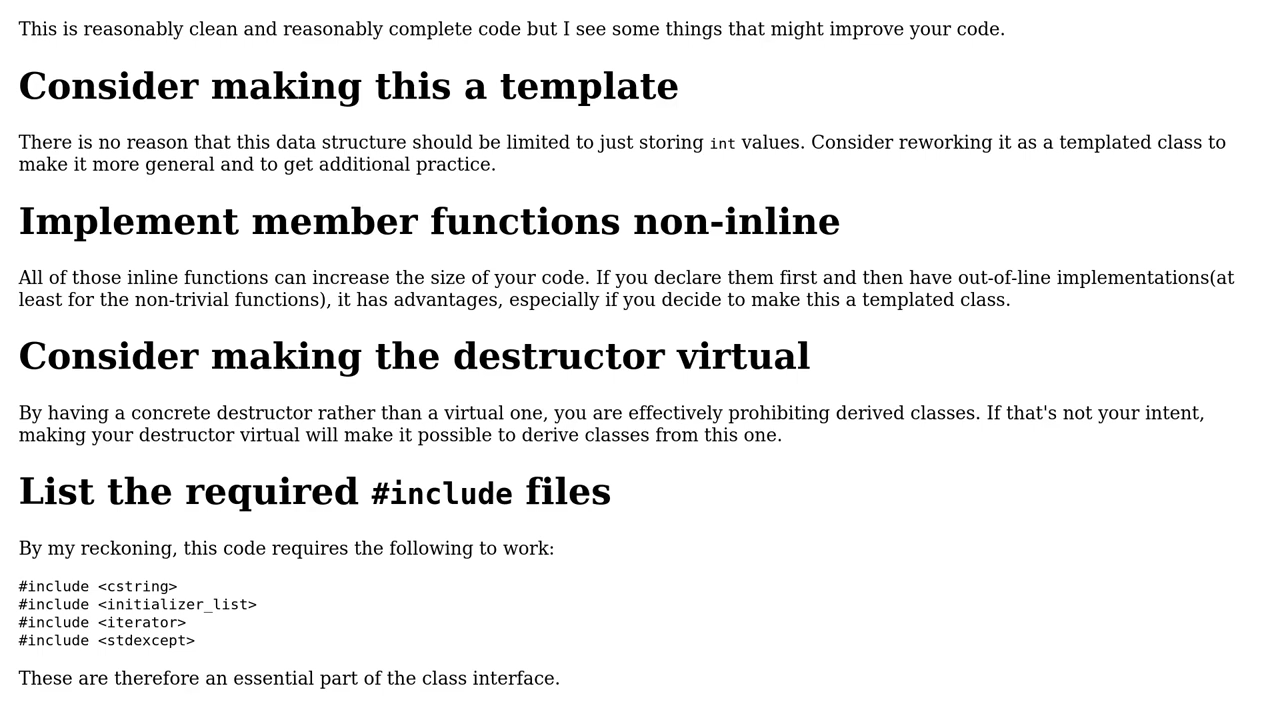 This is reasonably clean and reasonably complete code but I see some things that might improve your code.
Consider making this a template
There is no reason that this data structure should be limited to just storing int values. Consider reworking it as a templated class to
make it more general and to get additional practice.
Implement member functions non-inline
All of those inline functions can increase the size of your code. If you declare them first and then have out-of-line implementations(at
least for the non-trivial functions), it has advantages, especially if you decide to make this a templated class.
Consider making the destructor virtual
By having a concrete destructor rather than a virtual one, you are effectively prohibiting derived classes. If that's not your intent,
making your destructor virtual will make it possible to derive classes from this one.
List the required #include files
By my reckoning, this code requires the following to work:
#include <cstring>
#include <initializer_list>
#include <iterator>
#include <stdexcept>
These are therefore an essential part of the class interface.